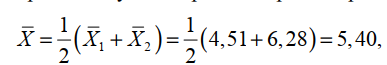 X̄ = 1/2 (X̄₁ + X̄₂) = 1/2 (4,51 + 6,28) = 5,40,